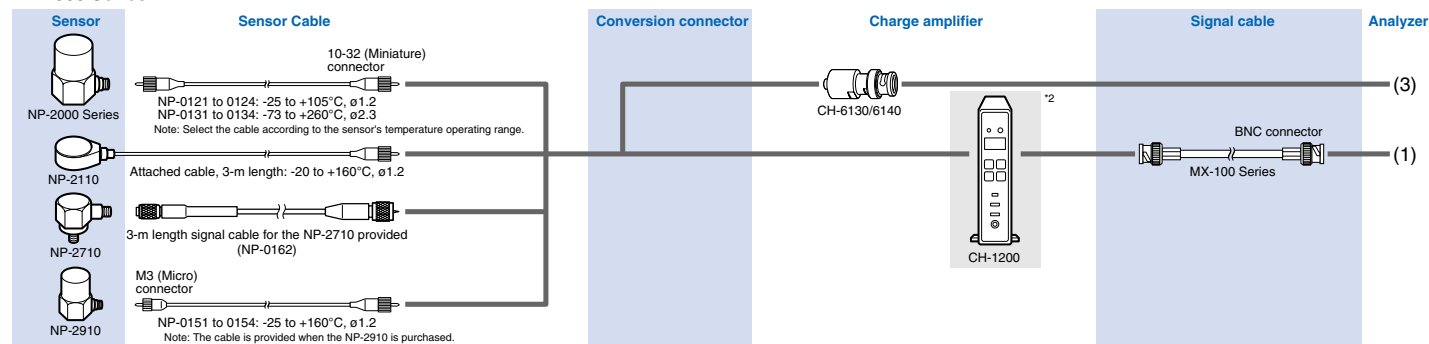 Sensor
Sensor Cable
Conversion connector
Charge amplifier
Signal cable
Analyzer
10-32 (Miniature)
connector
NP-2000 Series
NP-0121 to 0124: -25 to +105°C, ø1.2
NP-0131 to 0134: -73 to +260°C, ø2.3
Note: Select the cable according to the sensor's temperature operating range.
CH-6130/6140
(3)
*2
NP-2110
Attached cable, 3-m length: -20 to +160°C, ø1.2
BNC connector
MX-100 Series
(1)
NP-2710
3-m length signal cable for the NP-2710 provided
(NP-0162)
CH-1200
M3 (Micro)
connector
NP-2910
NP-0151 to 0154: -25 to +160°C, ø1.2
Note: The cable is provided when the NP-2910 is purchased.